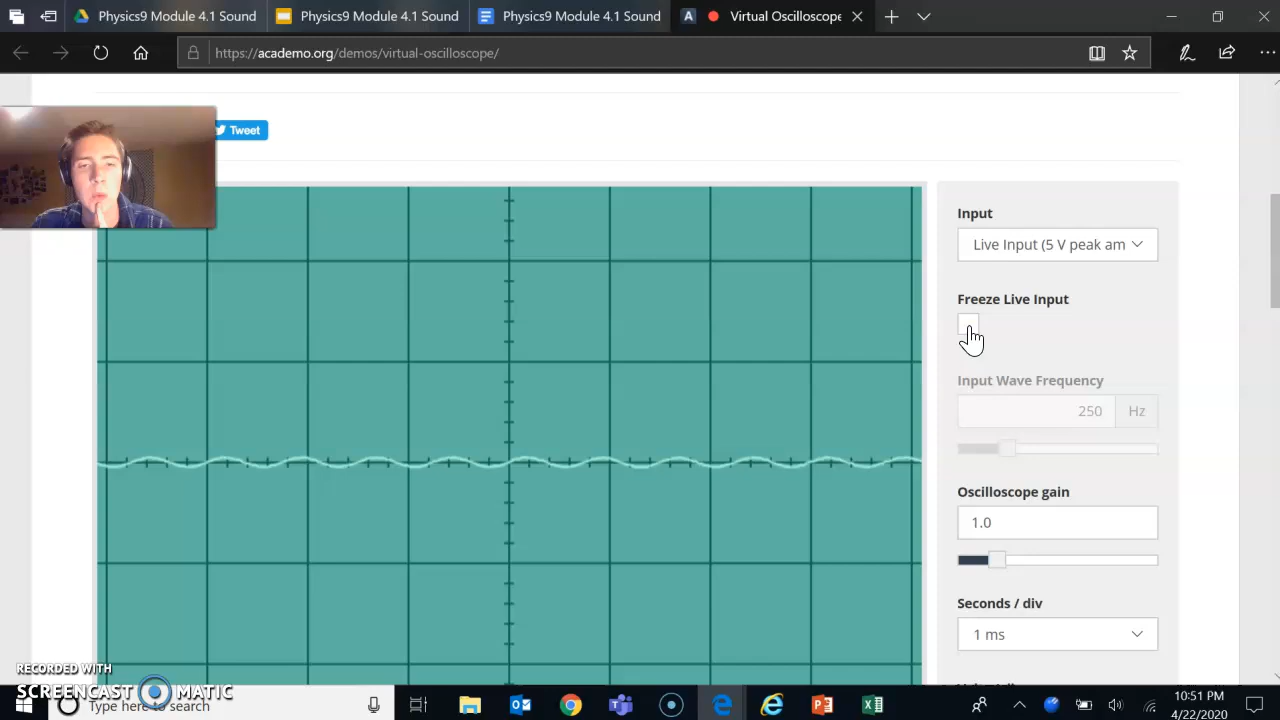 Physics9 Module 4.1 Sound
Physics9 Module 4.1 Sound
Physics9 Module 4.1 Sound
Virtual Oscilloscope
https://academo.org/demos/virtual-oscilloscope/
Tweet
Input
Live Input (5 V peak am
Freeze Live Input
Input Wave Frequency
250 Hz
Oscilloscope gain
1.0
Seconds / div
1 ms
RECORDED WITH
SCREENCAST MATIC
Type here to search
10:51 PM
4/22/2020